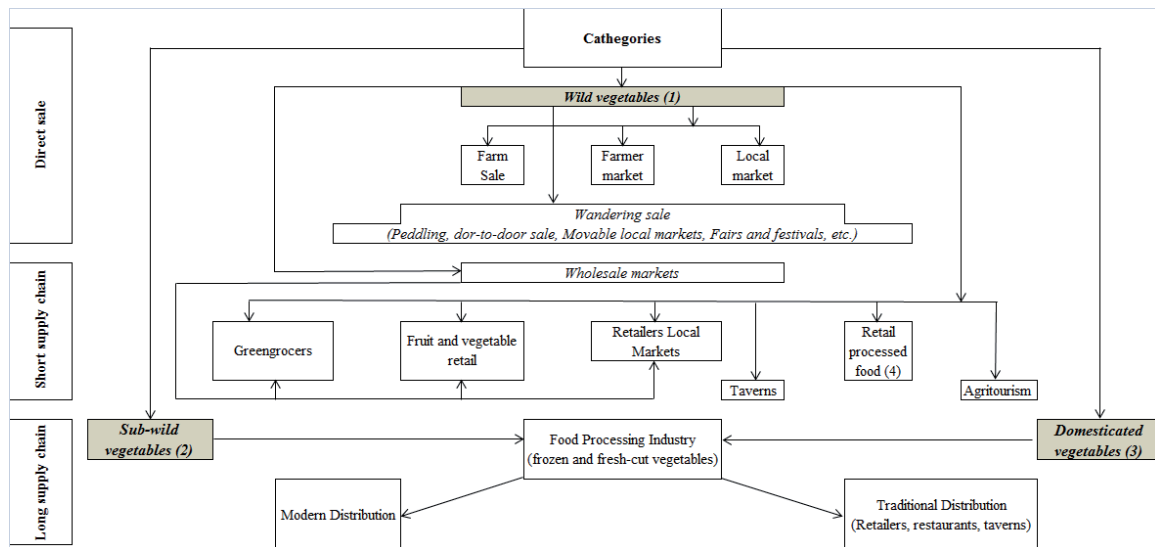 Cathegories
Direct sale
Wild vegetables (1)
Farm
Sale
Farmer
market
Local
market
Wandering sale
(Peddling, dor-to-door sale, Movable local markets, Fairs and festivals, etc.)
Short supply chain
Wholesale markets
Greengrocers
Fruit and vegetable
retail
Retailers Local
Markets
Taverns
Retail
processed
food (4)
Agritourism
Long supply chain
Sub-wild
vegetables (2)
Food Processing Industry
(frozen and fresh-cut vegetables)
Domesticated
vegetables (3)
Modern Distribution
Traditional Distribution
(Retailers, restaurants, taverns)